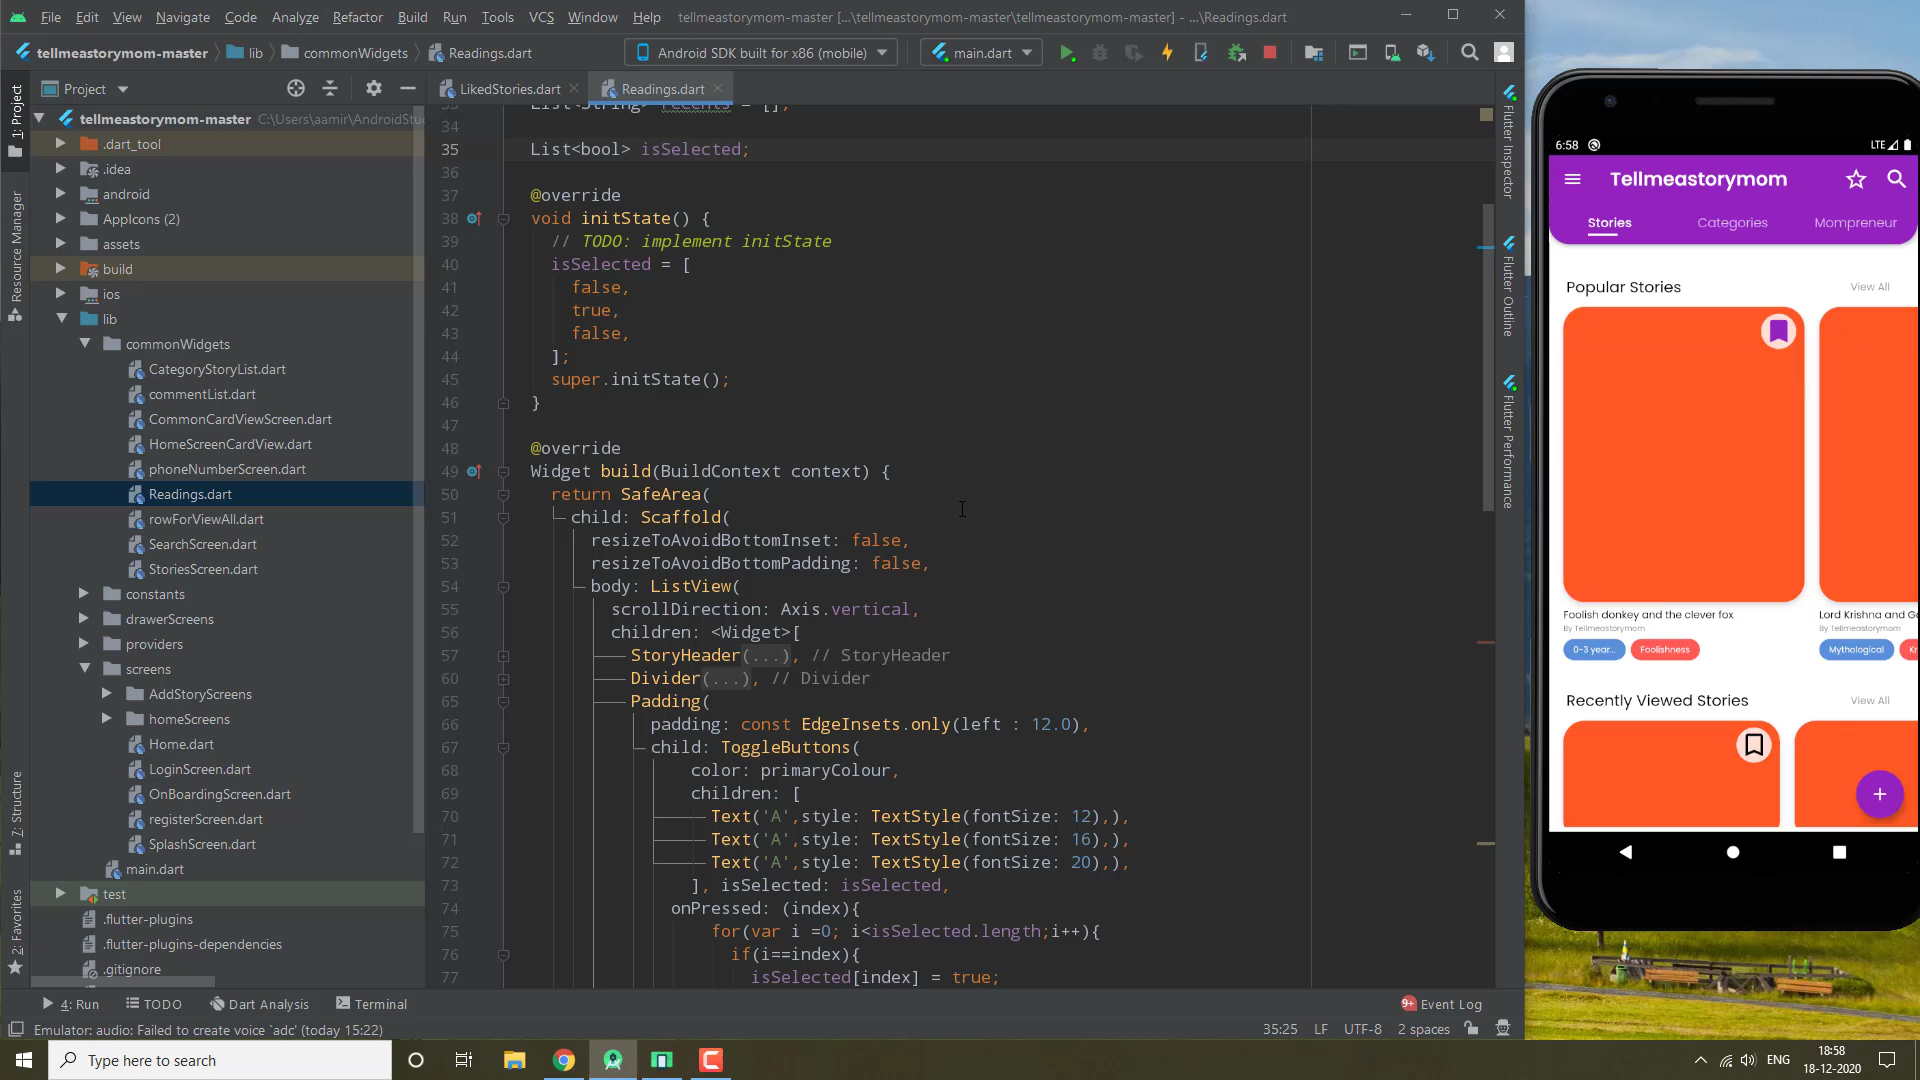 File Edit View Navigate Code Analyze Refactor Build Run Tools VCS Window Help tellmeastorymom-master [...\tellmeastorymom-master\tellmeastorymom-master] - ...\Readings.dart
tellmeastorymom-master lib commonWidgets Readings.dart Android SDK built for x86 (mobile) main.dart
Project LikedStories.dart Readings.dart
1: Project
Resource Manager
7: Structure
2: Favorites
tellmeastorymom-master C:\Users\aamir\AndroidStu
.dart_tool
.idea
android
AppIcons (2)
assets
build
ios
lib
commonWidgets
CategoryStoryList.dart
commentList.dart
CommonCardViewScreen.dart
HomeScreenCardView.dart
phoneNumberScreen.dart
Readings.dart
rowForViewAll.dart
SearchScreen.dart
StoriesScreen.dart
constants
drawerScreens
providers
screens
AddStoryScreens
homeScreens
Home.dart
LoginScreen.dart
OnBoardingScreen.dart
registerScreen.dart
SplashScreen.dart
main.dart
test
.flutter-plugins
.flutter-plugins-dependencies
.gitignore
33 List<String> recents = [];
34
35 List<bool> isSelected;
36
37 @override
38 void initState() {
39 // TODO: implement initState
40 isSelected = [
41 false,
42 true,
43 false,
44 ];
45 super.initState();
46 }
47
48 @override
49 Widget build(BuildContext context) {
50 return SafeArea(
51 child: Scaffold(
52 resizeToAvoidBottomInset: false,
53 resizeToAvoidBottomPadding: false,
54 body: ListView(
55 scrollDirection: Axis.vertical,
56 children: <Widget>[
57 StoryHeader(...), // StoryHeader
60 Divider(...), // Divider
65 Padding(
66 padding: const EdgeInsets.only(left : 12.0),
67 child: ToggleButtons(
68 color: primaryColour,
69 children: [
70 Text('A',style: TextStyle(fontSize: 12),),
71 Text('A',style: TextStyle(fontSize: 16),),
72 Text('A',style: TextStyle(fontSize: 20),),
73 ], isSelected: isSelected,
74 onPressed: (index){
75 for(var i =0; i<isSelected.length;i++){
76 if(i==index){
77 isSelected[index] = true;
Flutter Inspector
Flutter Outline
Flutter Performance
6:58 LTE
Tellmeastorymom
Stories Categories Mompreneur
Popular Stories View All
Foolish donkey and the clever fox Lord Krishna and G
By Tellmeastorymom By Tellmeastorymom
0-3 year... Foolishness Mythological Kr
Recently Viewed Stories View All
+
4: Run TODO Dart Analysis Terminal 9+ Event Log
Emulator: audio: Failed to create voice `adc' (today 15:22) 35:25 LF UTF-8 2 spaces
Type here to search ENG 18:58
18-12-2020